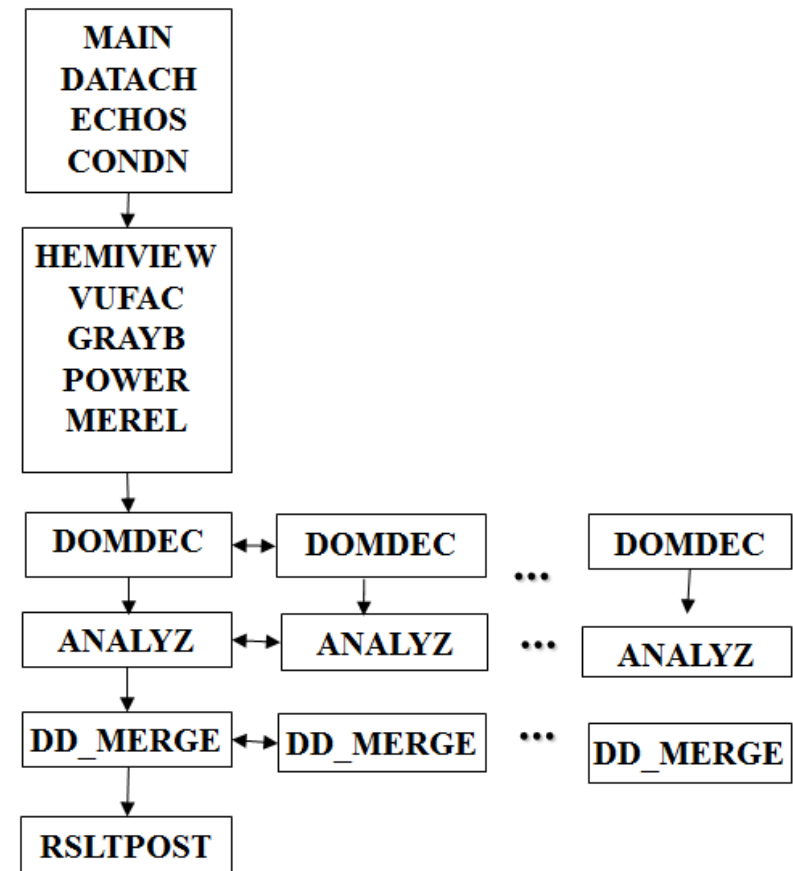 MAIN
DATACH
ECHOS
CONDN
HEMIVIEW
VUFAC
GRAYB
POWER
MEREL
DOMDEC
DOMDEC
...
DOMDEC
ANALYZ
ANALYZ
...
ANALYZ
DD_MERGE
DD_MERGE
...
DD_MERGE
RSLTPOST